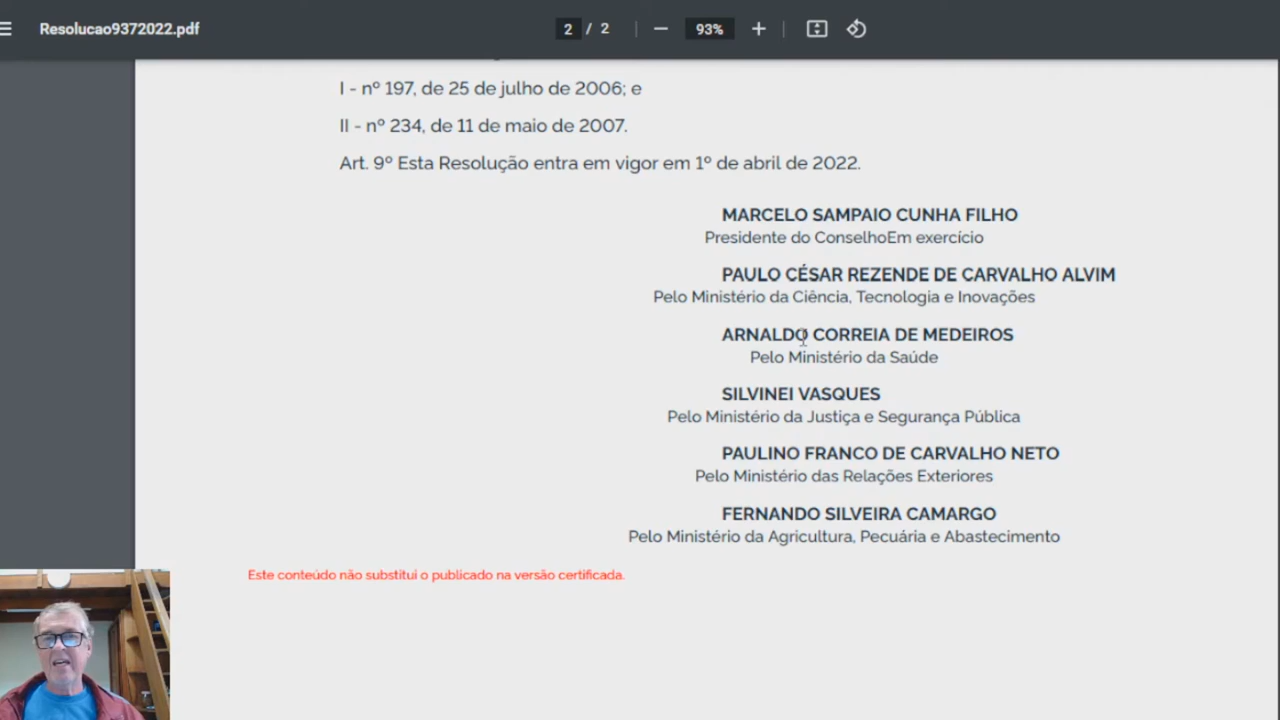 Resolucao9372022.pdf
2 / 2
93%
I - nº 197, de 25 de julho de 2006; e
II - nº 234, de 11 de maio de 2007.
Art. 9º Esta Resolução entra em vigor em 1º de abril de 2022.
MARCELO SAMPAIO CUNHA FILHO
Presidente do ConselhoEm exercício
PAULO CÉSAR REZENDE DE CARVALHO ALVIM
Pelo Ministério da Ciência, Tecnologia e Inovações
ARNALDO CORREIA DE MEDEIROS
Pelo Ministério da Saúde
SILVINEI VASQUES
Pelo Ministério da Justiça e Segurança Pública
PAULINO FRANCO DE CARVALHO NETO
Pelo Ministério das Relações Exteriores
FERNANDO SILVEIRA CAMARGO
Pelo Ministério da Agricultura, Pecuária e Abastecimento
Este conteúdo não substitui o publicado na versão certificada.